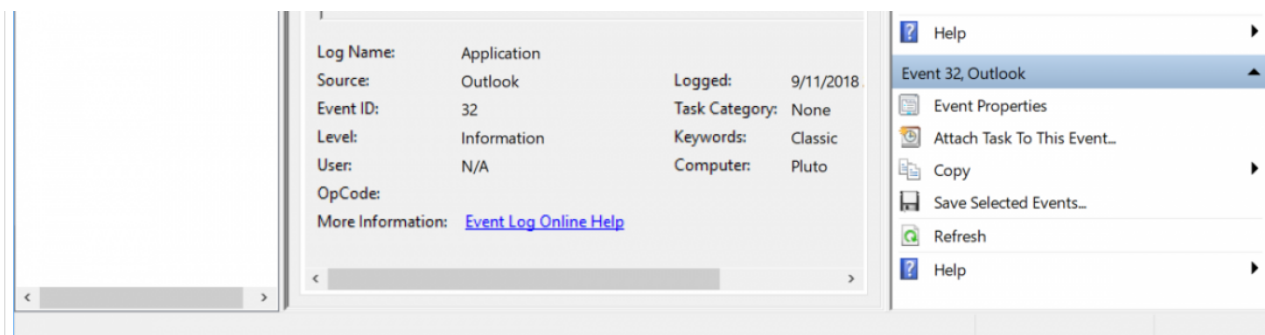 Log Name: Application
Source: Outlook Logged: 9/11/2018
Event ID: 32 Task Category: None
Level: Information Keywords: Classic
User: N/A Computer: Pluto
OpCode:
More Information: Event Log Online Help
Help
Event 32, Outlook
Event Properties
Attach Task To This Event...
Copy
Save Selected Events...
Refresh
Help